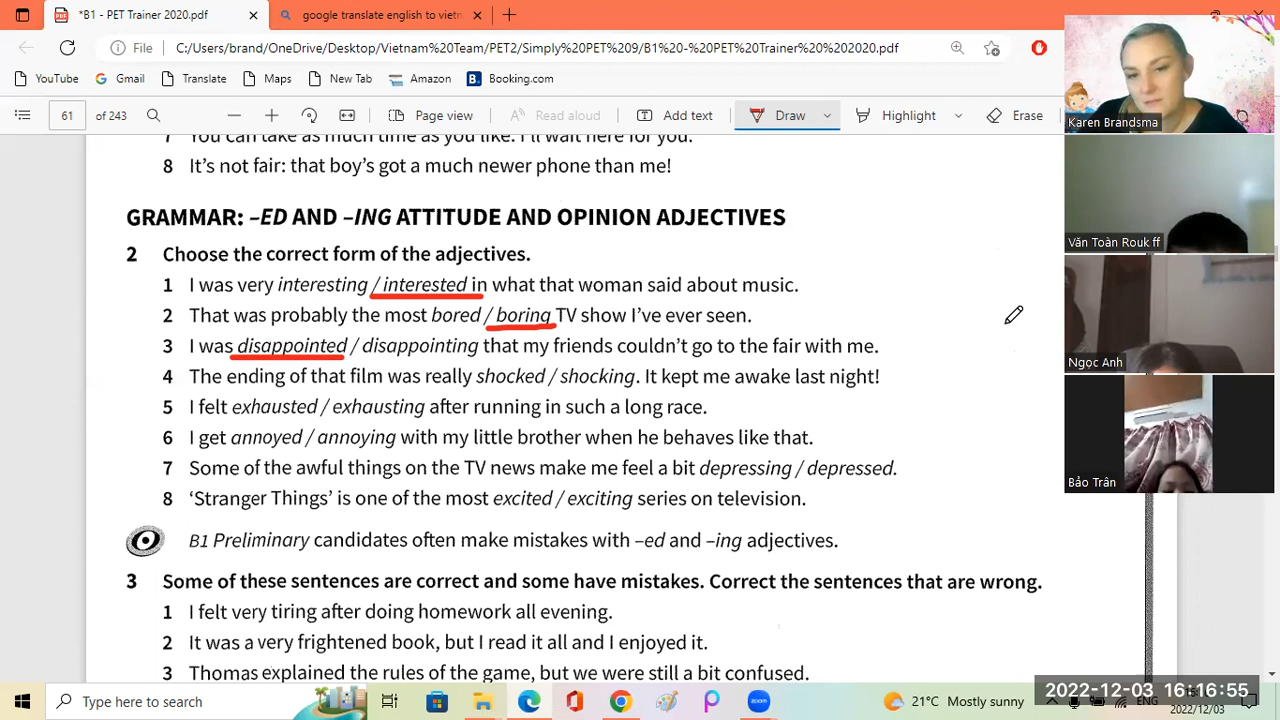 *B1 - PET Trainer 2020.pdf
google translate english to vietn
File
C:/Users/brand/OneDrive/Desktop/Vietnam%20Team/PET2/Simply%20PET%209/B1%20-%20PET%20Trainer%20%202020.pdf
YouTube Gmail Translate Maps New Tab Amazon Booking.com
61 of 243 Page view Read aloud Add text Draw Highlight Erase
7 You can take as much time as you like. I'll wait here for you.
8 It's not fair: that boy's got a much newer phone than me!
GRAMMAR: –ED AND –ING ATTITUDE AND OPINION ADJECTIVES
2 Choose the correct form of the adjectives.
1 I was very interesting / interested in what that woman said about music.
2 That was probably the most bored / boring TV show I've ever seen.
3 I was disappointed / disappointing that my friends couldn't go to the fair with me.
4 The ending of that film was really shocked / shocking. It kept me awake last night!
5 I felt exhausted / exhausting after running in such a long race.
6 I get annoyed / annoying with my little brother when he behaves like that.
7 Some of the awful things on the TV news make me feel a bit depressing / depressed.
8 'Stranger Things' is one of the most excited / exciting series on television.
B1 Preliminary candidates often make mistakes with –ed and –ing adjectives.
3 Some of these sentences are correct and some have mistakes. Correct the sentences that are wrong.
1 I felt very tiring after doing homework all evening.
2 It was a very frightened book, but I read it all and I enjoyed it.
3 Thomas explained the rules of the game, but we were still a bit confused.
Karen Brandsma
Văn Toàn Rouk ff
Ngọc Anh
Bảo Trân
Type here to search
zoom
21°C Mostly sunny
ENG
2022-12-03 16:16:55
2022/12/03